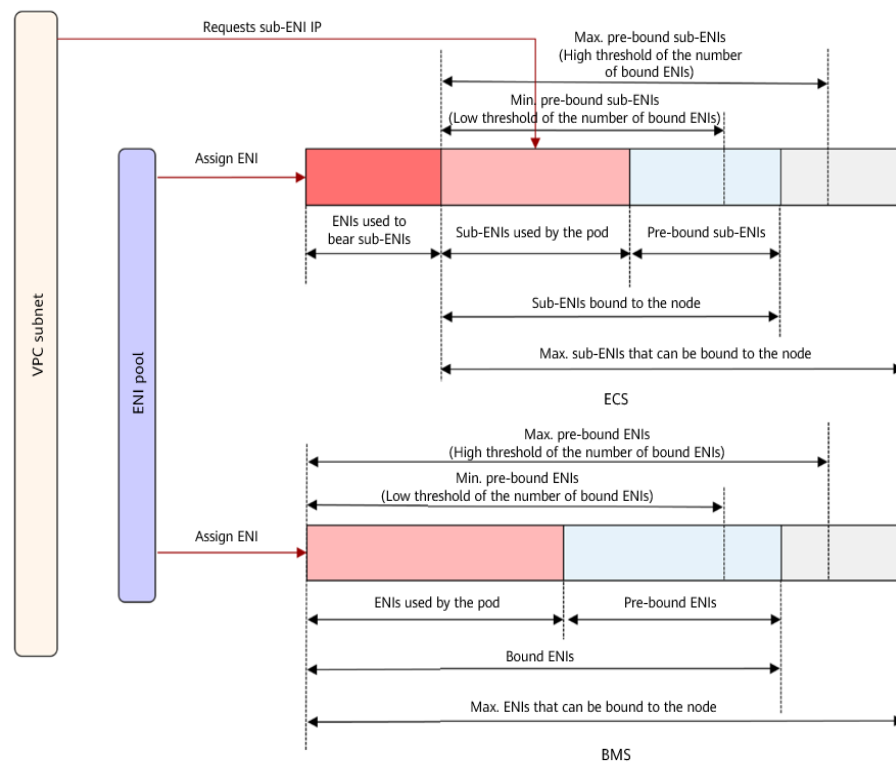 Requests sub-ENI IP
Max. pre-bound sub-ENIs
(High threshold of the number
of bound ENIs)
Min. pre-bound sub-ENIs
(Low threshold of the number of bound ENIs)
Assign ENI
ENIs used to
bear sub-ENIs
Sub-ENIs used by the pod
Pre-bound sub-ENIs
Sub-ENIs bound to the node
Max. sub-ENIs that can be bound to the node
ECS
VPC subnet
ENI pool
Max. pre-bound ENIs
(High threshold of the number of bound ENIs)
Min. pre-bound ENIs
(Low threshold of the number of bound ENIs)
Assign ENI
ENIs used by the pod
Pre-bound ENIs
Bound ENIs
Max. ENIs that can be bound to the node
BMS